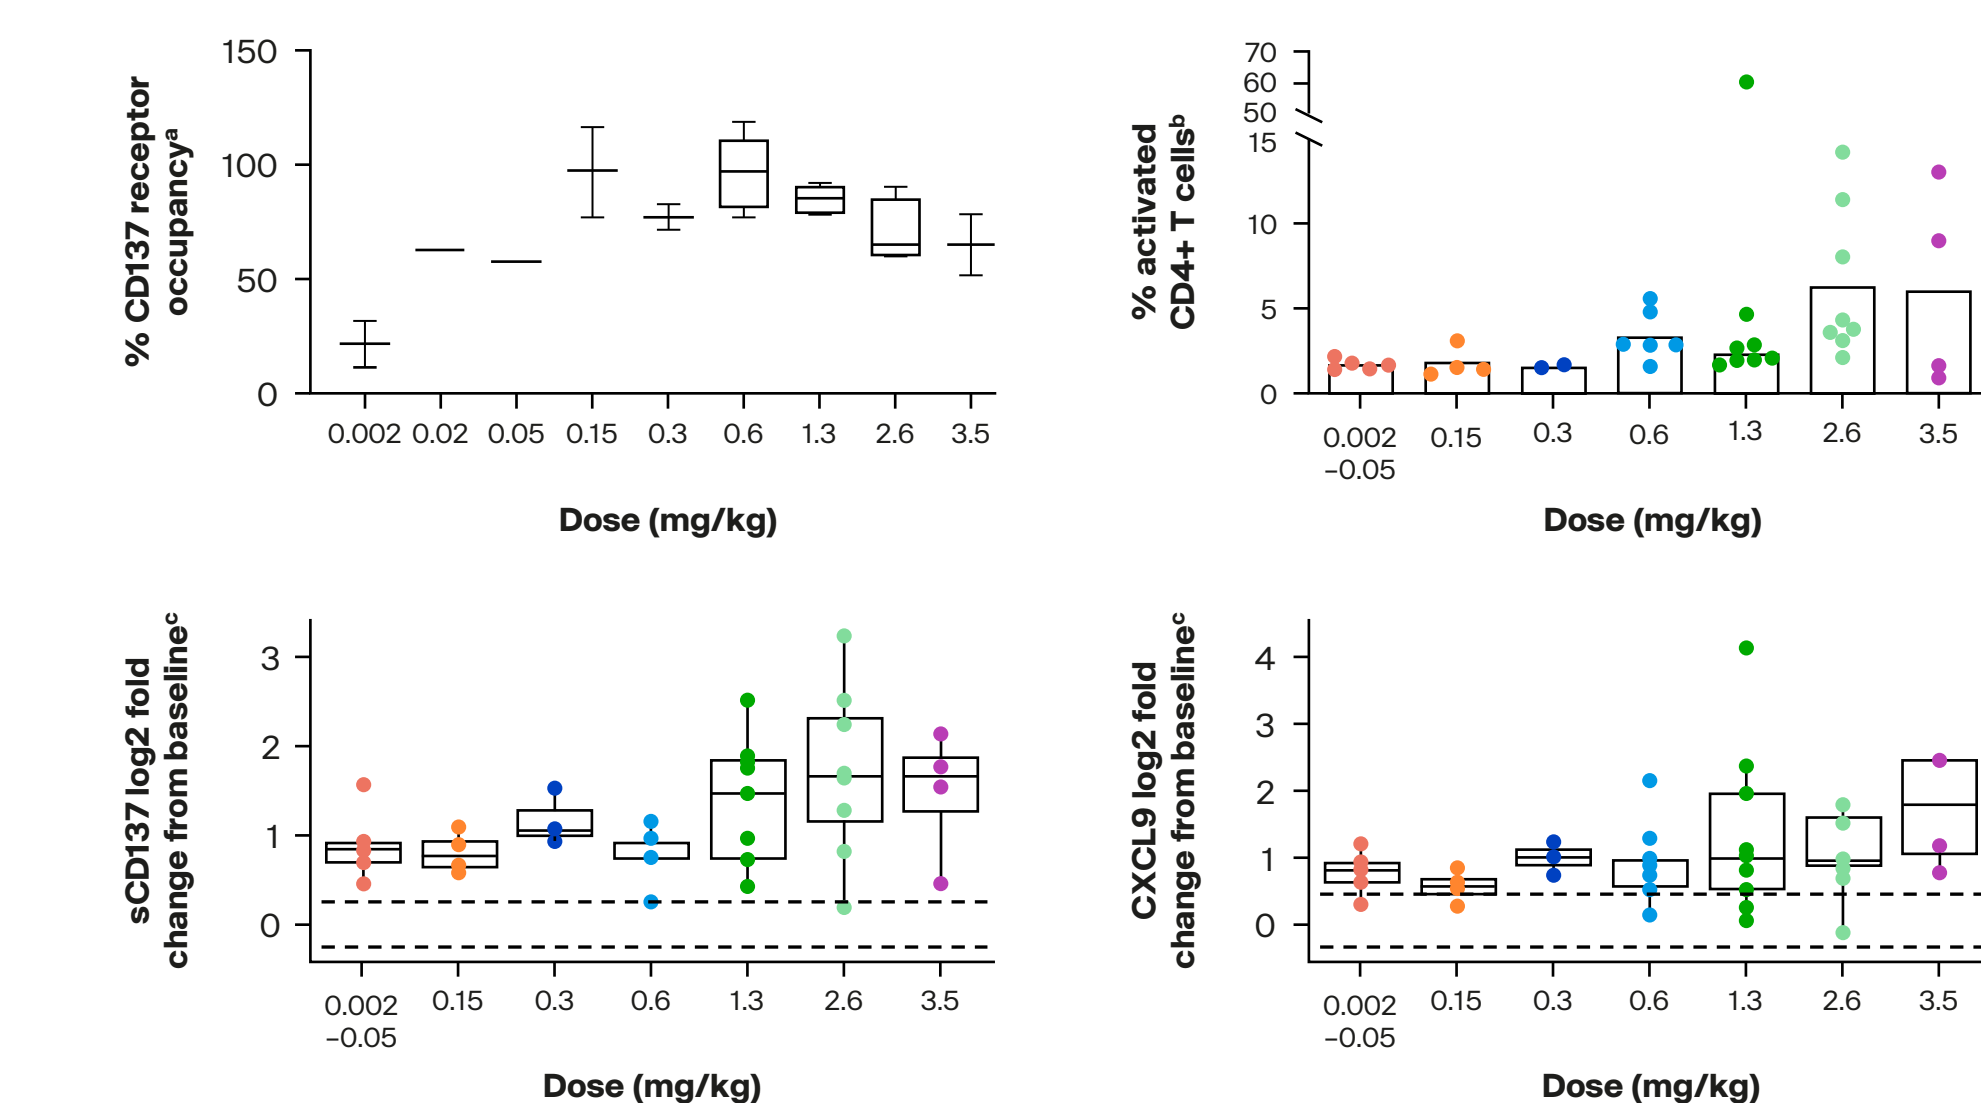 % CD137 receptor
occupancyᵃ
150
100
50
0
0.002 0.02 0.05 0.15 0.3 0.6 1.3 2.6 3.5
Dose (mg/kg)
% activated
CD4+ T cellsᵇ
70
60
50
15
10
5
0
0.002 0.15 0.3 0.6 1.3 2.6 3.5
–0.05
Dose (mg/kg)
sCD137 log2 fold
change from baselineᶜ
3
2
1
0
0.002 0.15 0.3 0.6 1.3 2.6 3.5
–0.05
Dose (mg/kg)
CXCL9 log2 fold
change from baselineᶜ
4
3
2
1
0
0.002 0.15 0.3 0.6 1.3 2.6 3.5
–0.05
Dose (mg/kg)